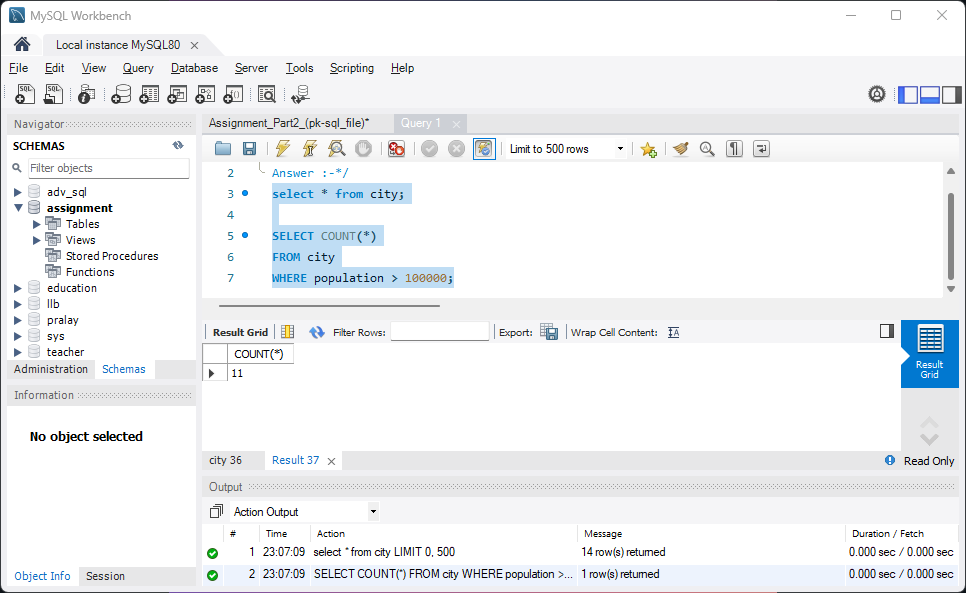 MySQL Workbench
Local instance MySQL80
File Edit View Query Database Server Tools Scripting Help
Navigator
SCHEMAS
Filter objects
adv_sql
assignment
Tables
Views
Stored Procedures
Functions
education
llb
pralay
sys
teacher
Administration Schemas
Information
No object selected
Object Info Session
Assignment_Part2_(pk-sql_file)* Query 1
Limit to 500 rows
2 Answer :-*/
3 select * from city;
4
5 SELECT COUNT(*)
6 FROM city
7 WHERE population > 100000;
Result Grid Filter Rows: Export: Wrap Cell Content:
COUNT(*)
11
Result Grid
Read Only
city 36 Result 37
Output
Action Output
# Time Action Message Duration / Fetch
1 23:07:09 select * from city LIMIT 0, 500 14 row(s) returned 0.000 sec / 0.000 sec
2 23:07:09 SELECT COUNT(*) FROM city WHERE population >... 1 row(s) returned 0.000 sec / 0.000 sec